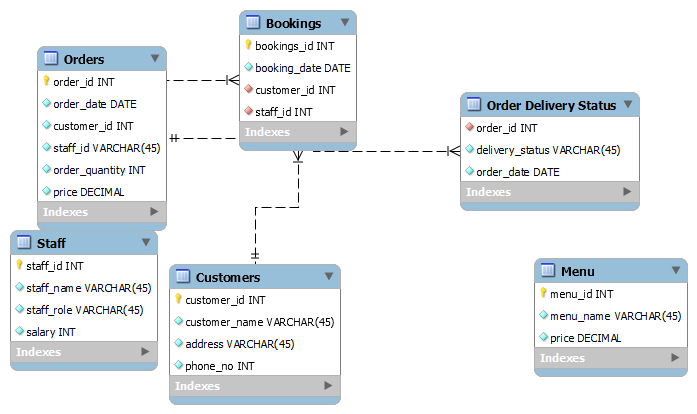 Bookings
bookings_id INT
booking_date DATE
customer_id INT
staff_id INT
Indexes
Orders
order_id INT
order_date DATE
customer_id INT
staff_id VARCHAR(45)
order_quantity INT
price DECIMAL
Indexes
Order Delivery Status
order_id INT
delivery_status VARCHAR(45)
order_date DATE
Indexes
Staff
staff_id INT
staff_name VARCHAR(45)
staff_role VARCHAR(45)
salary INT
Indexes
Customers
customer_id INT
customer_name VARCHAR(45)
address VARCHAR(45)
phone_no INT
Indexes
Menu
menu_id INT
menu_name VARCHAR(45)
price DECIMAL
Indexes